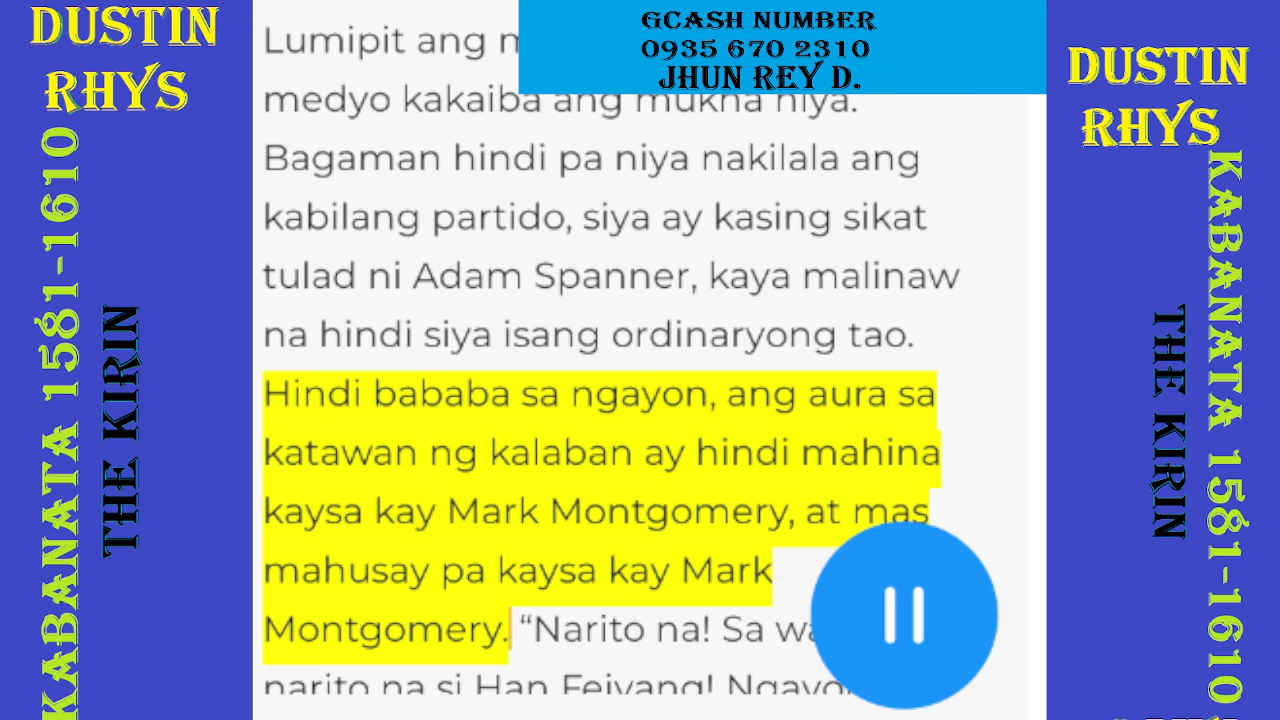 DUSTIN
RHYS
KABANATA 1581-1610
THE KIRIN
GCASH NUMBER
0935 670 2310
JHUN REY D.
Lumipit ang
medyo kakaiba ang mukha niya.
Bagaman hindi pa niya nakilala ang
kabilang partido, siya ay kasing sikat
tulad ni Adam Spanner, kaya malinaw
na hindi siya isang ordinaryong tao.
Hindi bababa sa ngayon, ang aura sa
katawan ng kalaban ay hindi mahina
kaysa kay Mark Montgomery, at mas
mahusay pa kaysa kay Mark
Montgomery. “Narito na! Sa
narito na si Han Feiyang!
DUSTIN
RHYS
KABANATA 1581-1610
THE KIRIN